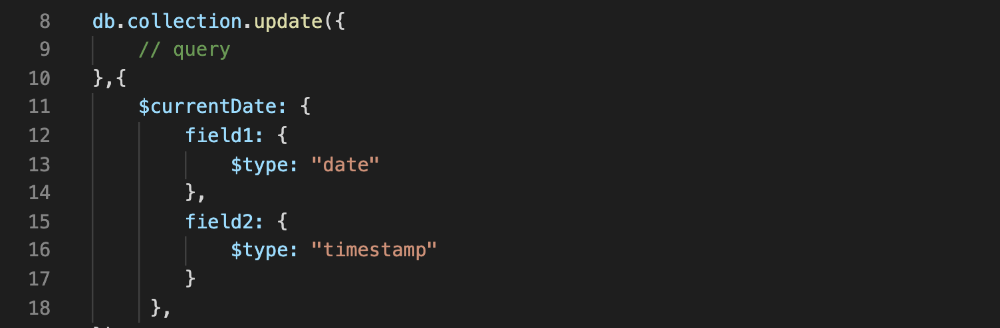 8 db.collection.update({
9 // query
10 },{
11 $currentDate: {
12 field1: {
13 $type: "date"
14 },
15 field2: {
16 $type: "timestamp"
17 }
18 },